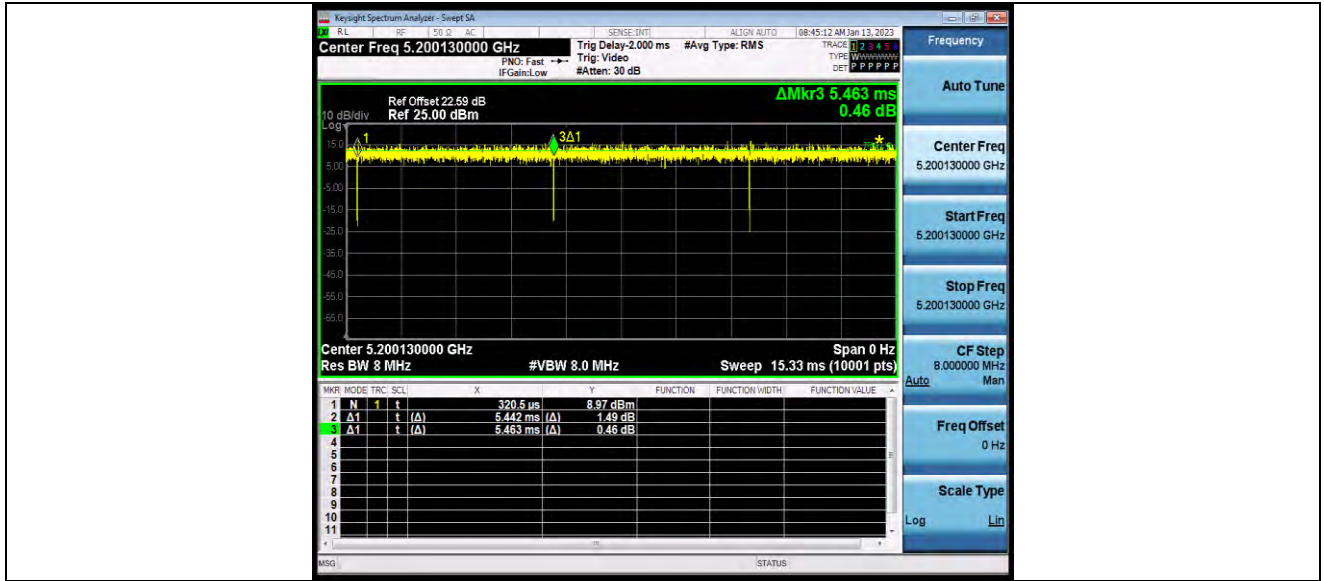 Keysight Spectrum Analyzer - Swept SA
RL RF 50 Ω AC SENSE:INT ALIGN AUTO 08:45:12 AM Jan 13, 2023
Center Freq 5.200130000 GHz
PNO: Fast
IFGain:Low
Trig Delay-2.000 ms
Trig: Video
#Atten: 30 dB
#Avg Type: RMS
TRACE 1 2 3 4 5 6
TYPE WWWWWW
DET P P P P P P
ΔMkr3 5.463 ms
0.46 dB
Ref Offset 22.59 dB
10 dB/div Ref 25.00 dBm
Log
15.0
5.00
-5.00
-15.0
-25.0
-35.0
-45.0
-55.0
-65.0
1
3Δ1
Center 5.200130000 GHz Span 0 Hz
Res BW 8 MHz #VBW 8.0 MHz Sweep 15.33 ms (10001 pts)
MKR MODE TRC SCL X Y FUNCTION FUNCTION WIDTH FUNCTION VALUE
1 N 1 t 320.5 µs 8.97 dBm
2 Δ1 t (Δ) 5.442 ms (Δ) 1.49 dB
3 Δ1 t (Δ) 5.463 ms (Δ) 0.46 dB
4
5
6
7
8
9
10
11
MSG STATUS
Frequency
Auto Tune
Center Freq
5.200130000 GHz
Start Freq
5.200130000 GHz
Stop Freq
5.200130000 GHz
CF Step
8.000000 MHz
Auto Man
Freq Offset
0 Hz
Scale Type
Log Lin